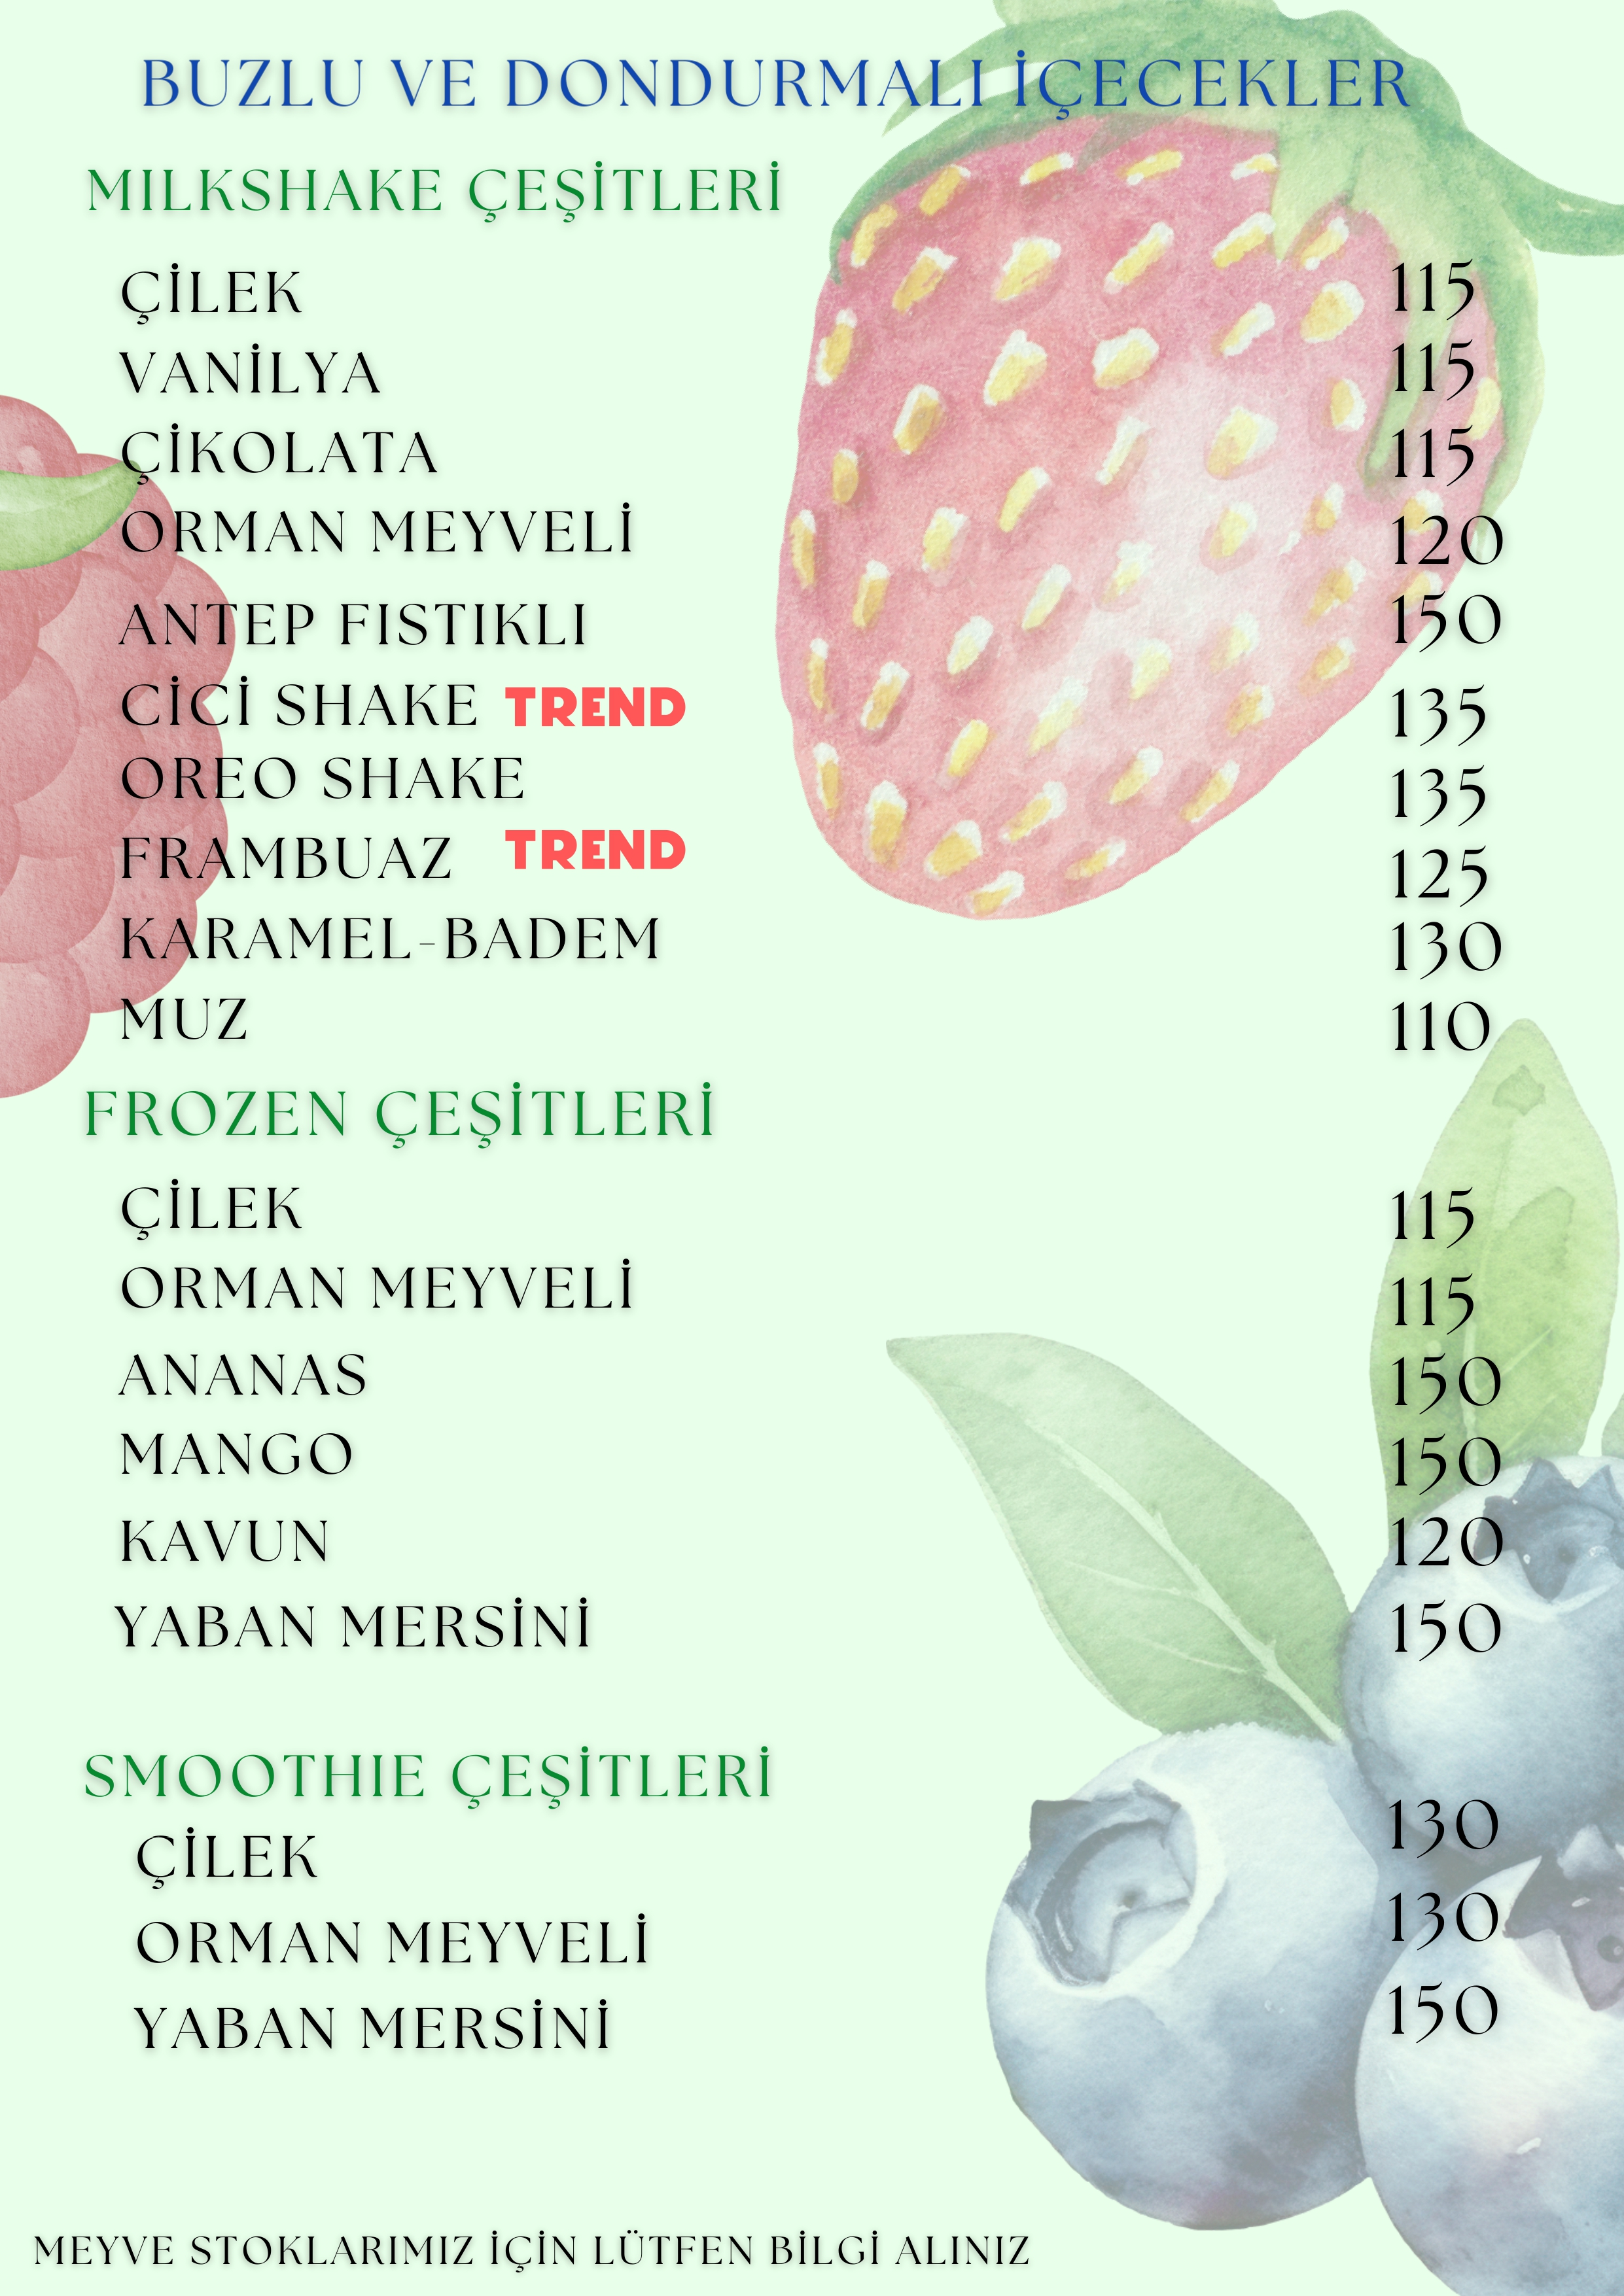 BUZLU VE DONDURMALI İÇECEKLER
MILKSHAKE ÇEŞİTLERİ
ÇİLEK 115
VANİLYA 115
ÇİKOLATA 115
ORMAN MEYVELİ 120
ANTEP FISTIKLI 150
CİCİ SHAKE TREND 135
OREO SHAKE 135
FRAMBUAZ TREND 125
KARAMEL-BADEM 130
MUZ 110
FROZEN ÇEŞİTLERİ
ÇİLEK 115
ORMAN MEYVELİ 115
ANANAS 150
MANGO 150
KAVUN 120
YABAN MERSİNİ 150
SMOOTHIE ÇEŞİTLERİ
ÇİLEK 130
ORMAN MEYVELİ 130
YABAN MERSİNİ 150
MEYVE STOKLARIMIZ İÇİN LÜTFEN BİLGİ ALINIZ